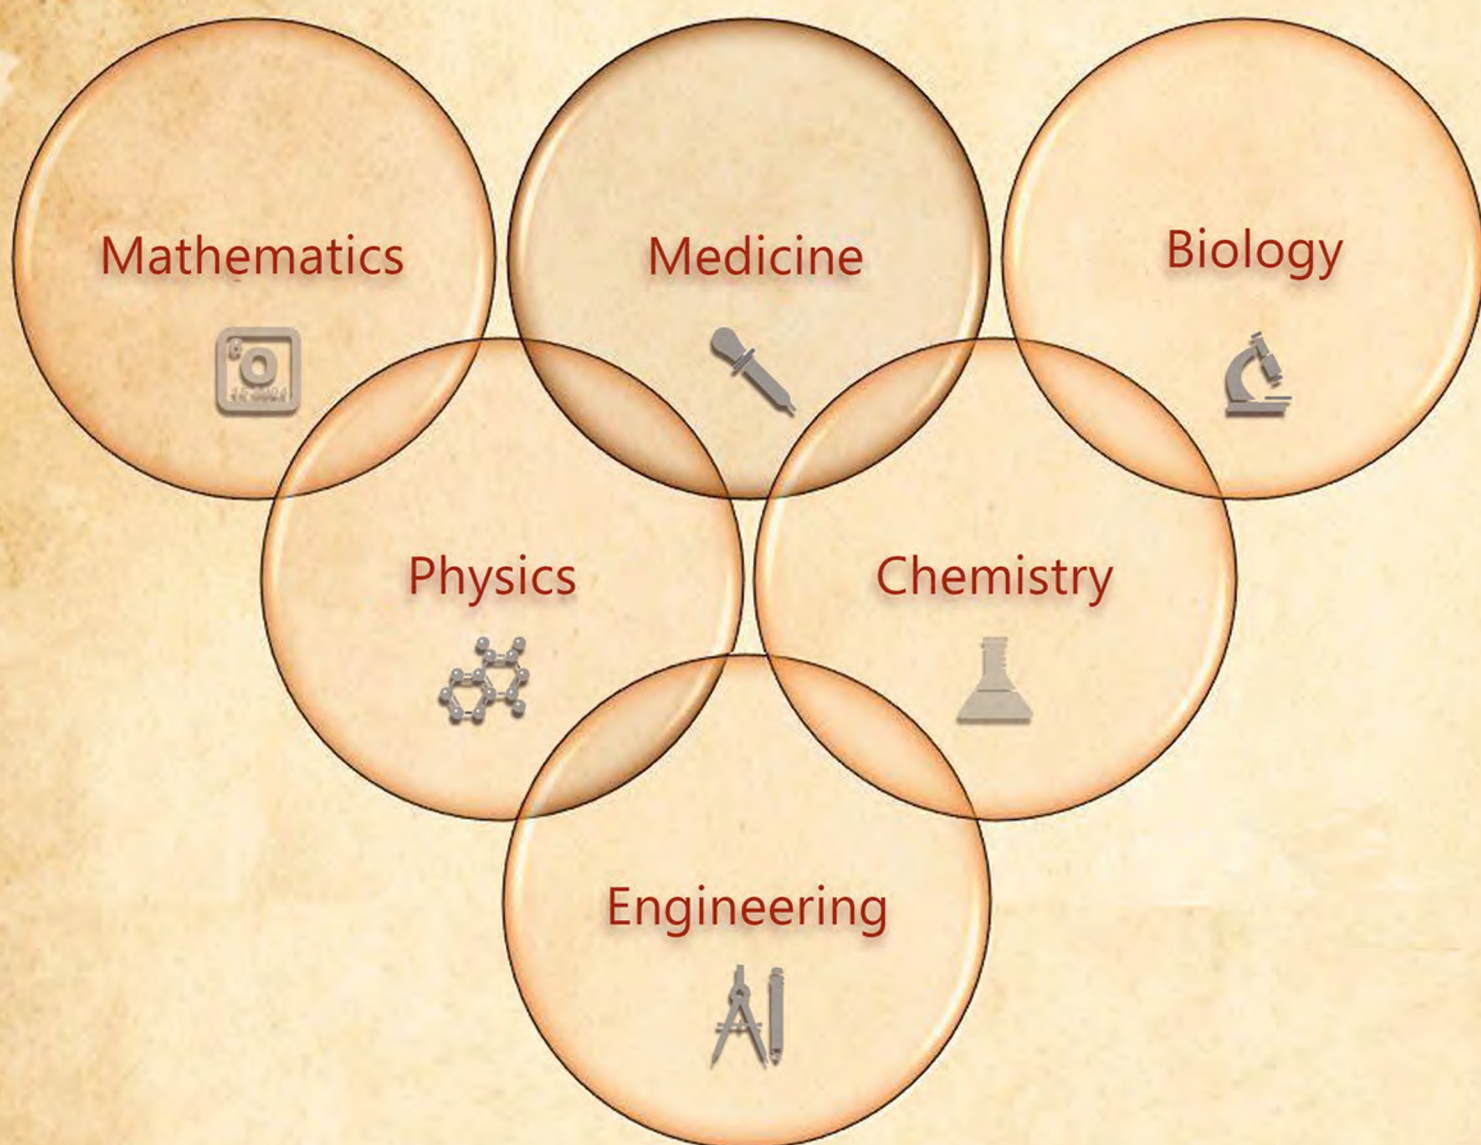 Mathematics
Medicine
Biology
O
Physics
Chemistry
Engineering